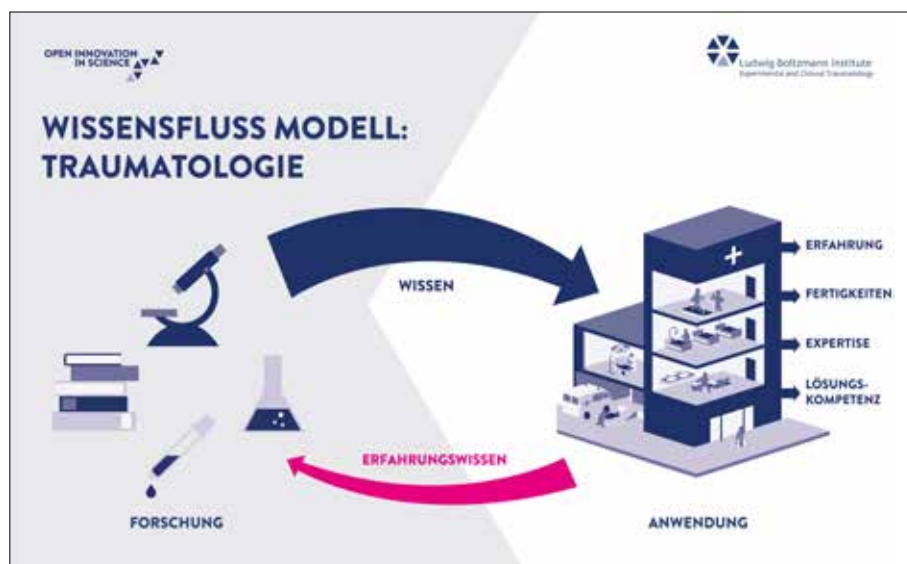 OPEN INNOVATION
IN SCIENCE
Ludwig Boltzmann Institute
Experimental and Clinical Traumatology
WISSENSFLUSS MODELL:
TRAUMATOLOGIE
WISSEN
ERFAHRUNG
FERTIGKEITEN
EXPERTISE
LÖSUNGS-
KOMPETENZ
ERFAHRUNGSWISSEN
FORSCHUNG
ANWENDUNG